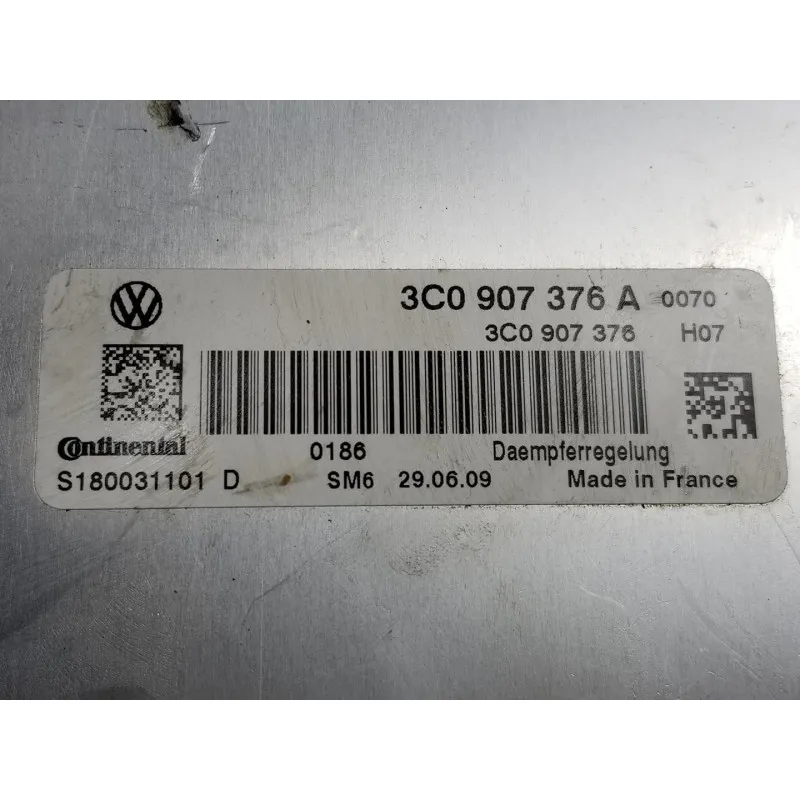 3C0 907 376 A 0070
3C0 907 376 H07
Continental 0186 Daempferregelung
S180031101 D SM6 29.06.09 Made in France